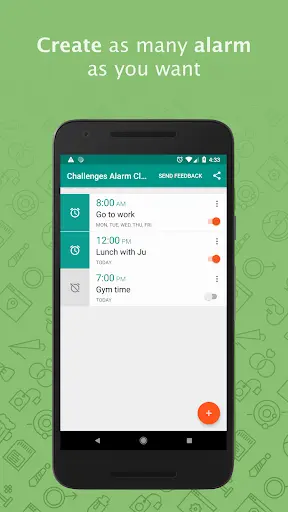 Create as many alarm
as you want
4:33
Challenges Alarm Cl... SEND FEEDBACK
8:00 AM
Go to work
MON, TUE, WED, THU, FRI
12:00 PM
Lunch with Ju
TODAY
7:00 PM
Gym time
TODAY
+